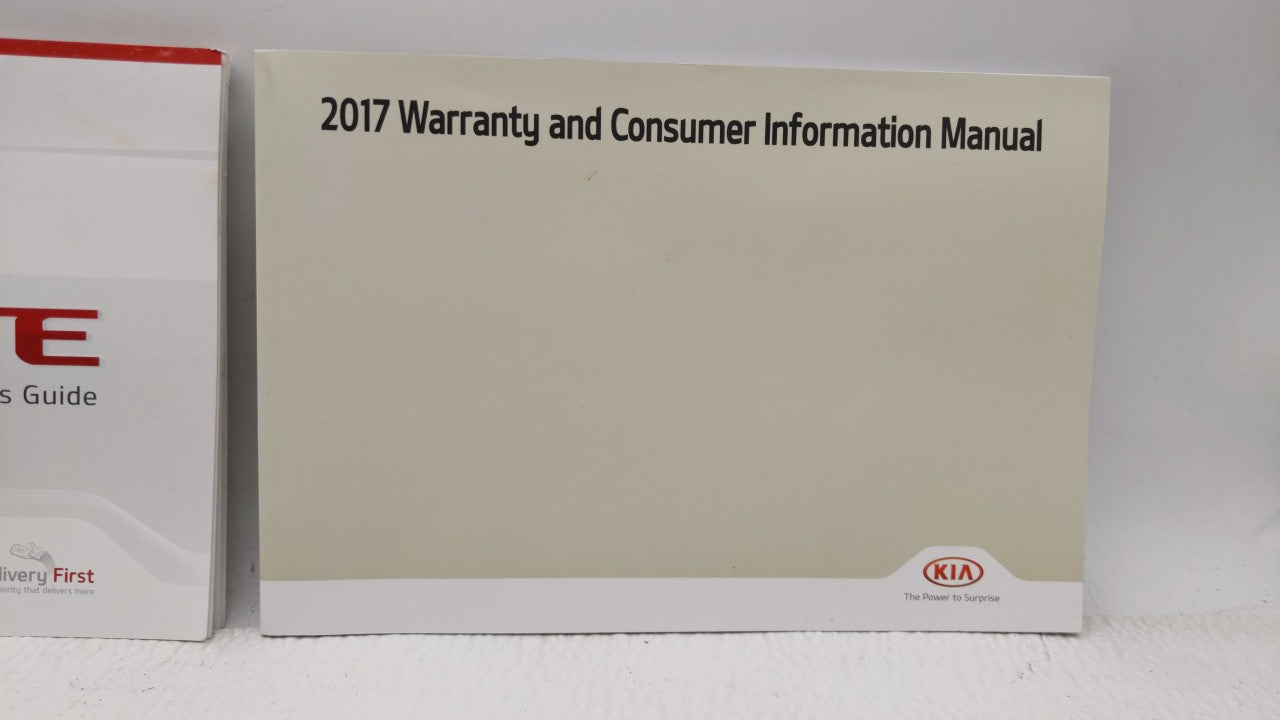 TE
s Guide
livery First
iority that delivers more
2017 Warranty and Consumer Information Manual
KIA
The Power to Surprise